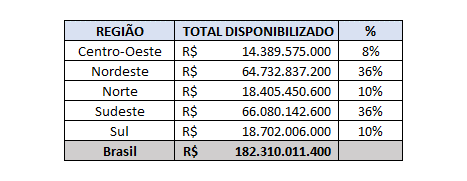 REGIÃO TOTAL DISPONIBILIZADO %
Centro-Oeste R$ 14.389.575.000 8%
Nordeste R$ 64.732.837.200 36%
Norte R$ 18.405.450.600 10%
Sudeste R$ 66.080.142.600 36%
Sul R$ 18.702.006.000 10%
Brasil R$ 182.310.011.400